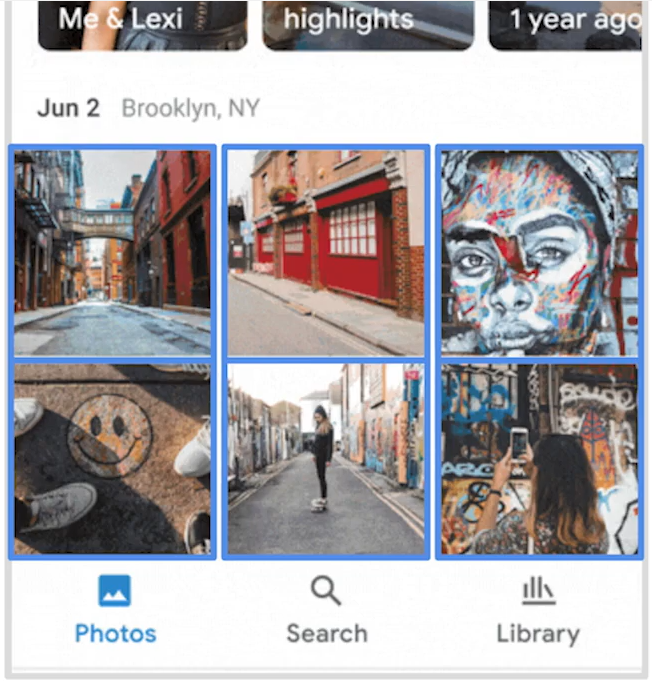 Me & Lexi
highlights
1 year ago
Jun 2 Brooklyn, NY
Photos
Search
Library